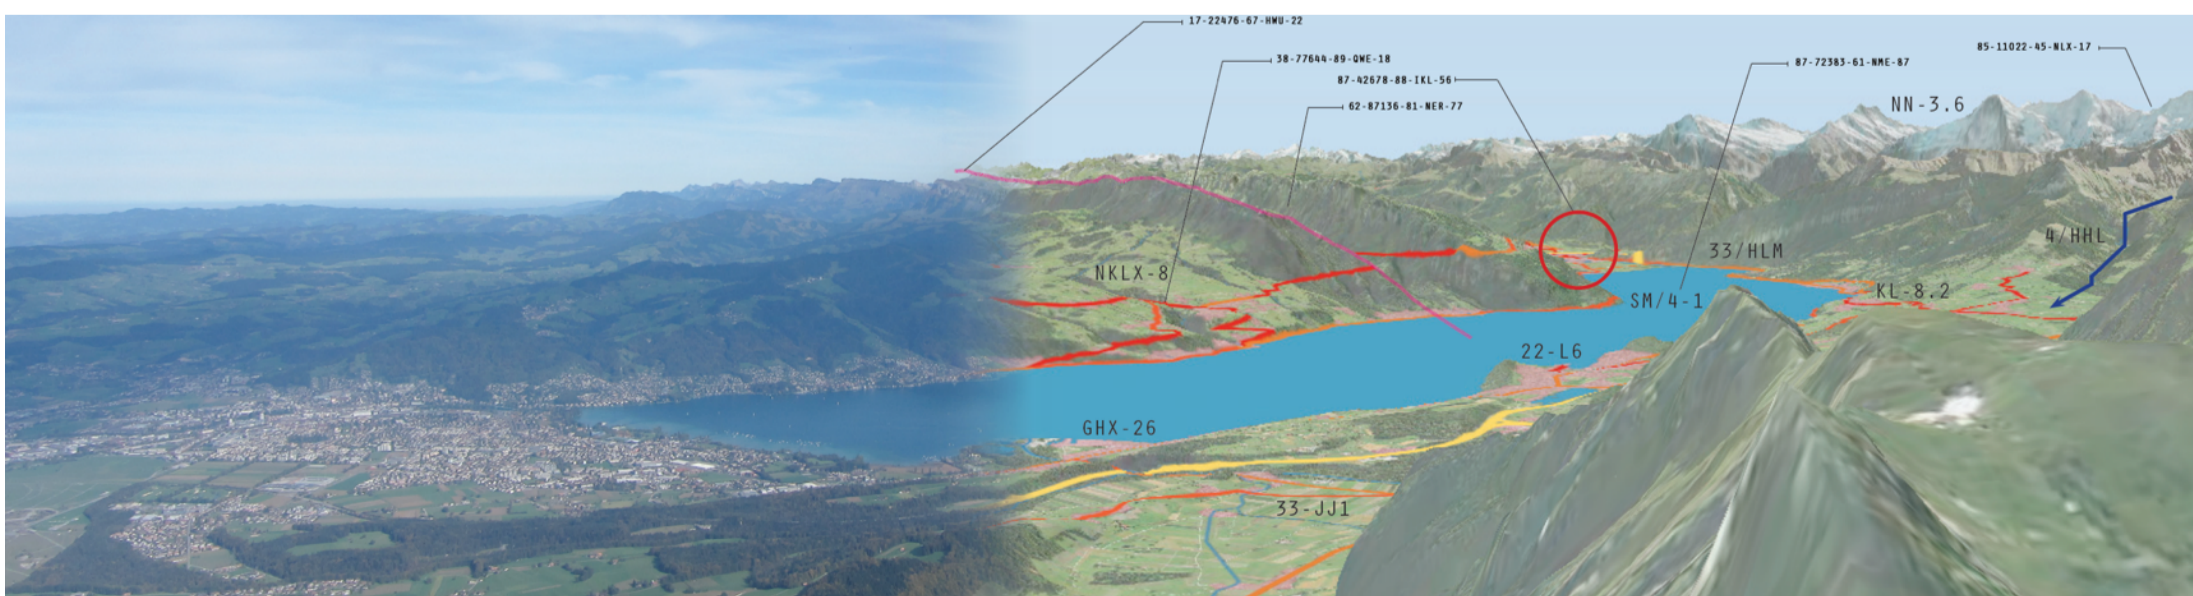 17-22476-67-HWU-22
85-11022-45-NLX-17
38-77644-89-QWE-18
87-72383-61-NME-87
87-42678-88-IKL-56
62-87136-81-NER-77
NN-3.6
4/HHL
33/HLM
NKLX-8
KL-8.2
SM/4-1
22-L6
GHX-26
33-JJ1